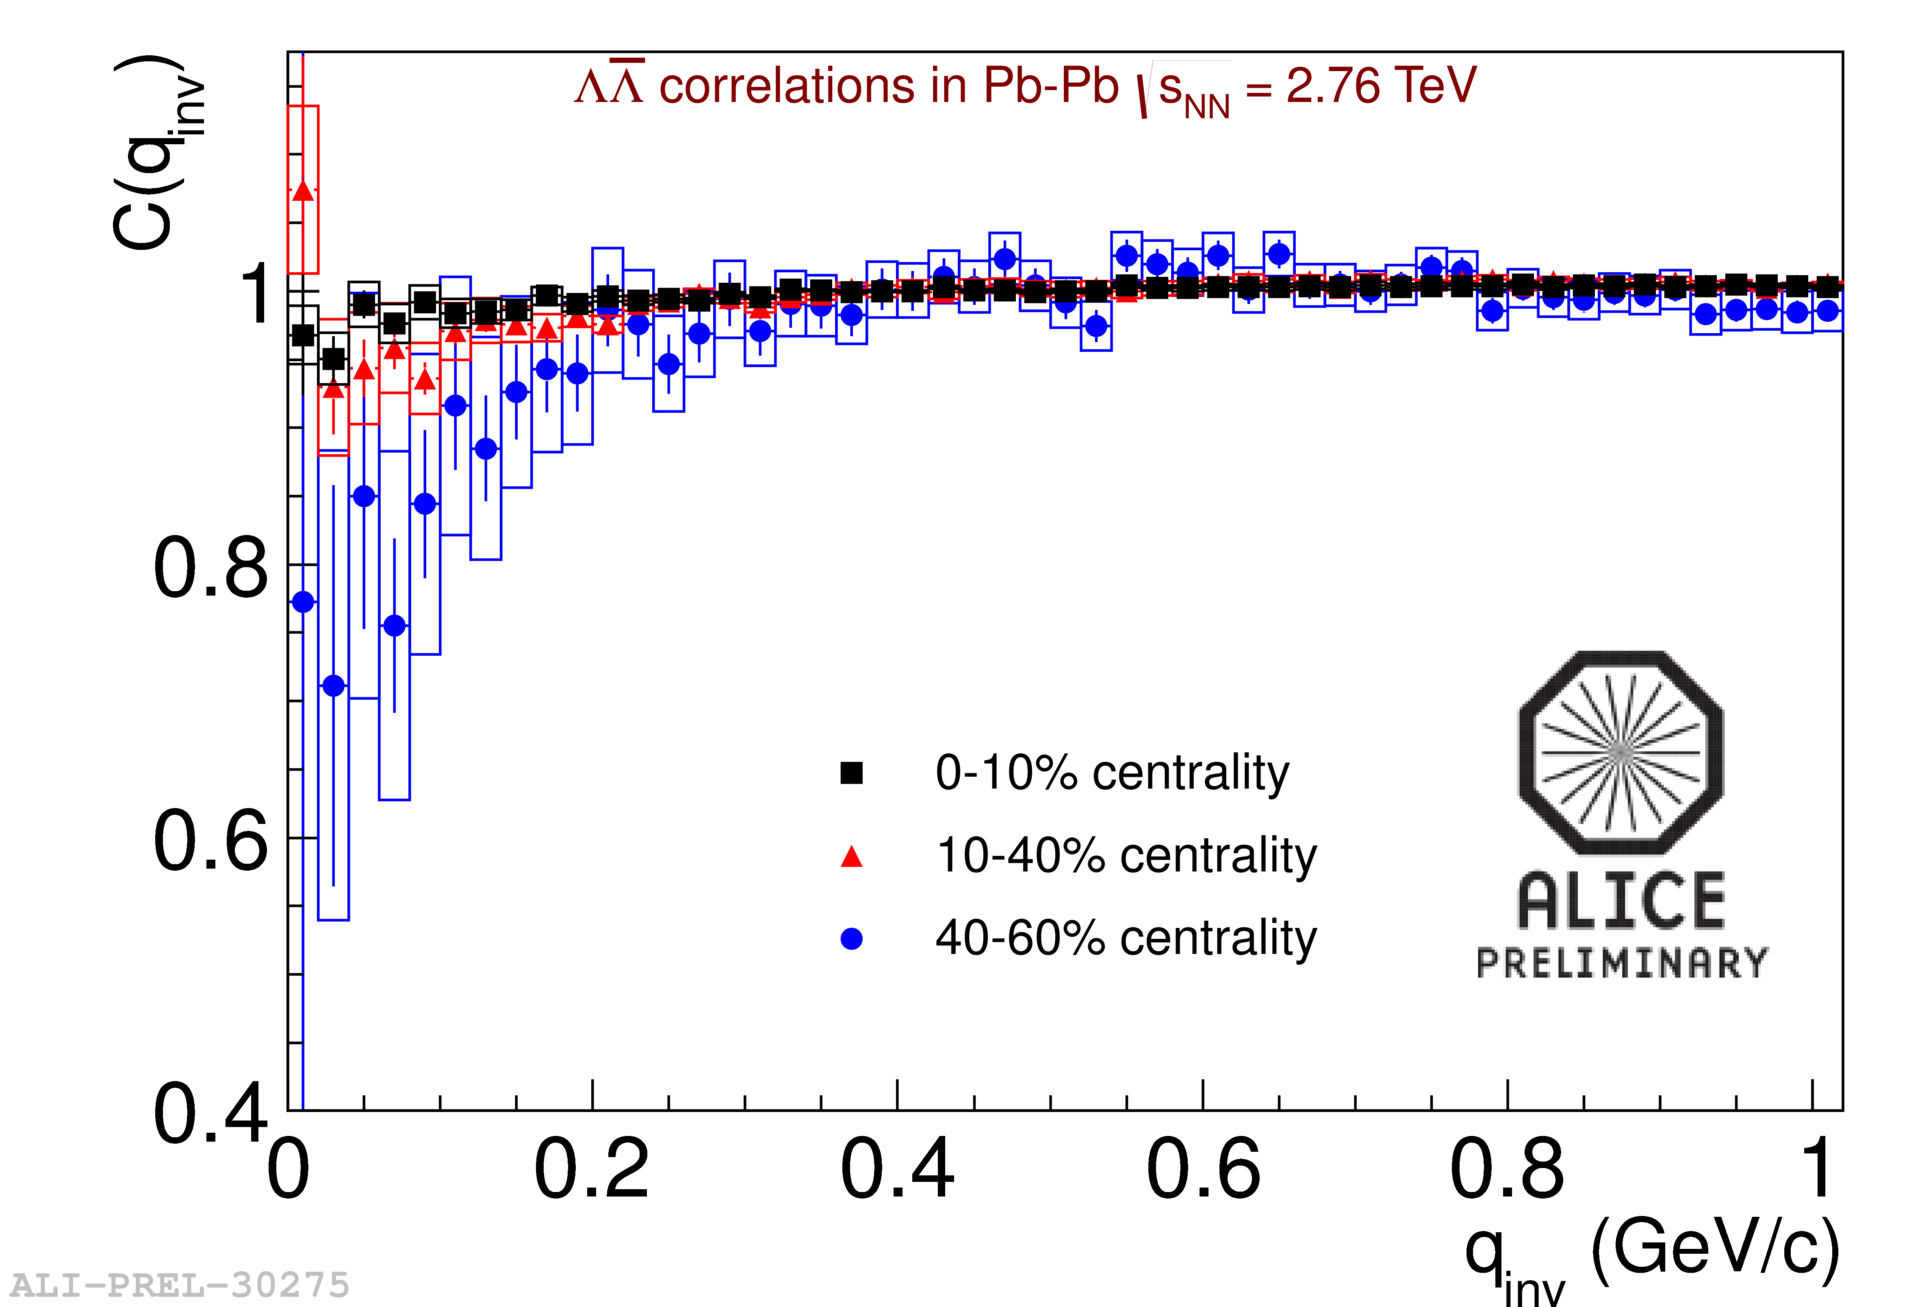 ΛΛ̅ correlations in Pb-Pb √sNN = 2.76 TeV
C(qinv)
1
0.8
0.6
0.4
0-10% centrality
10-40% centrality
40-60% centrality
ALICE
PRELIMINARY
0 0.2 0.4 0.6 0.8 1
qinv (GeV/c)
ALI-PREL-30275